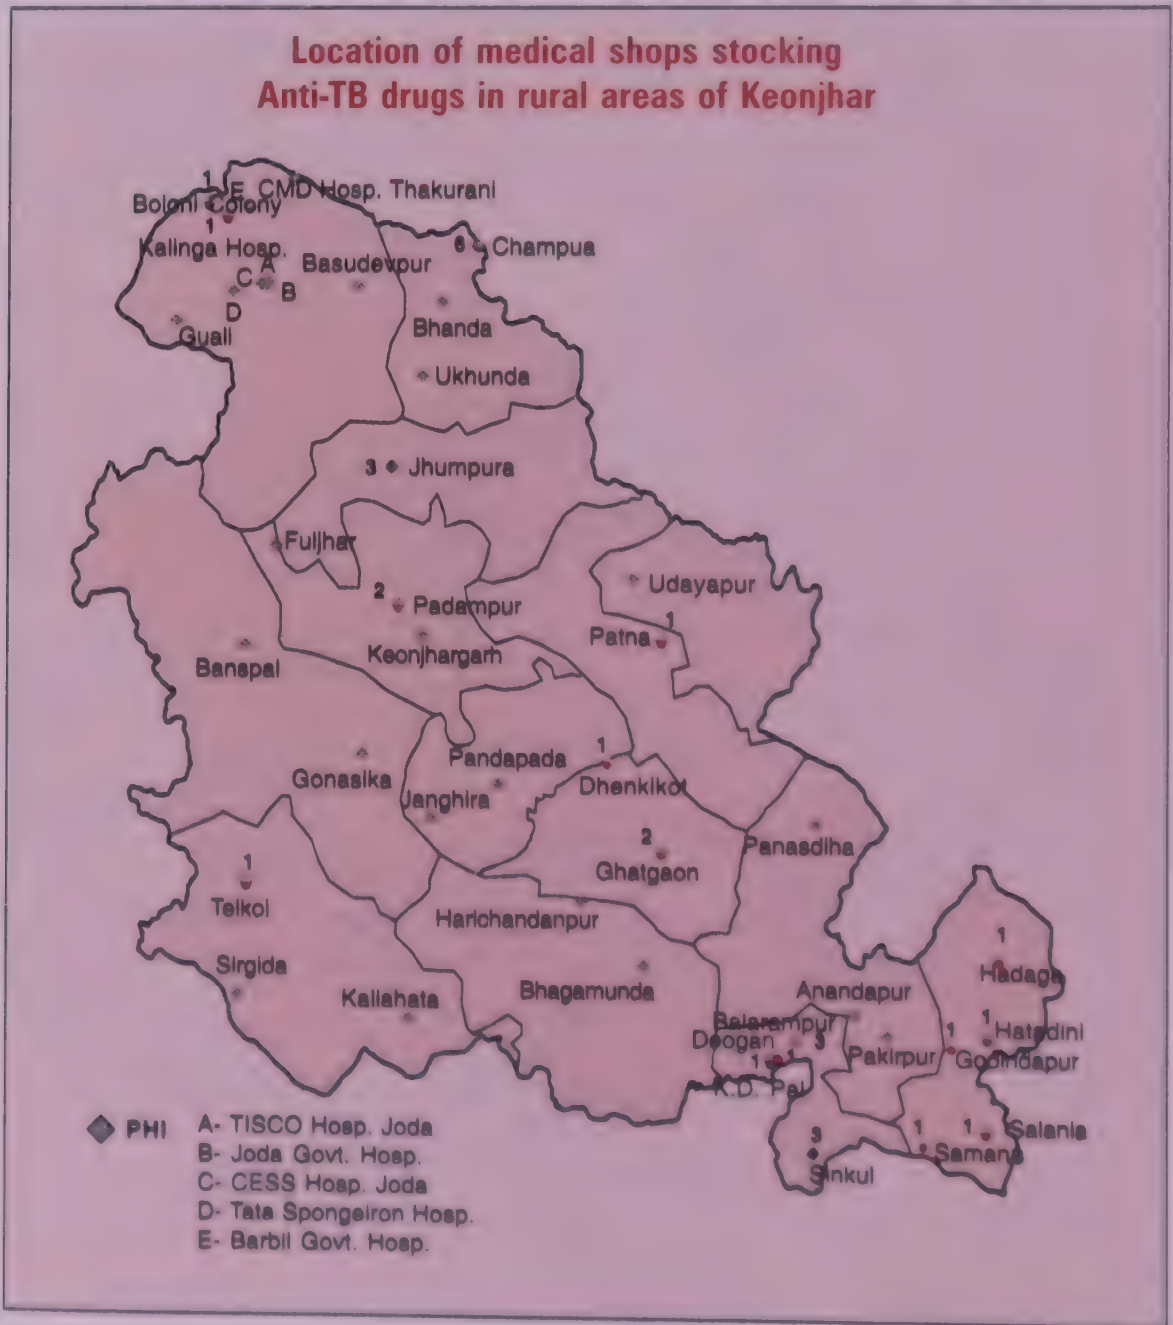 Location of medical shops stocking
Anti-TB drugs in rural areas of Keonjhar
1
E CMD Hosp. Thakurani
Bolani Colony
1
Kalinga Hosp.
6 Champua
A
Basudevpur
C
B
D
Guali
Bhanda
Ukhunda
3 Jhumpura
Fuljhar
Udayapur
2
Padampur
1
Patna
Keonjhargarh
Banspal
1
Pandapada
Gonasika
Dhenkikot
Janghira
2
Panasdiha
1
Ghatgaon
Telkoi
Harichandanpur
1
Hadaga
Sirgida
Bhagamunda
Anandapur
Kaliahata
1
Balarampur
Hatadini
Deogan
3
1
Pakirpur
Godindapur
1
1
K.D. Pal
PHI
A- TISCO Hosp. Joda
B- Joda Govt. Hosp.
C- CESS Hosp. Joda
D- Tata Spongeiron Hosp.
E- Barbil Govt. Hosp.
1
1
Salania
3
Samana
Sinkul